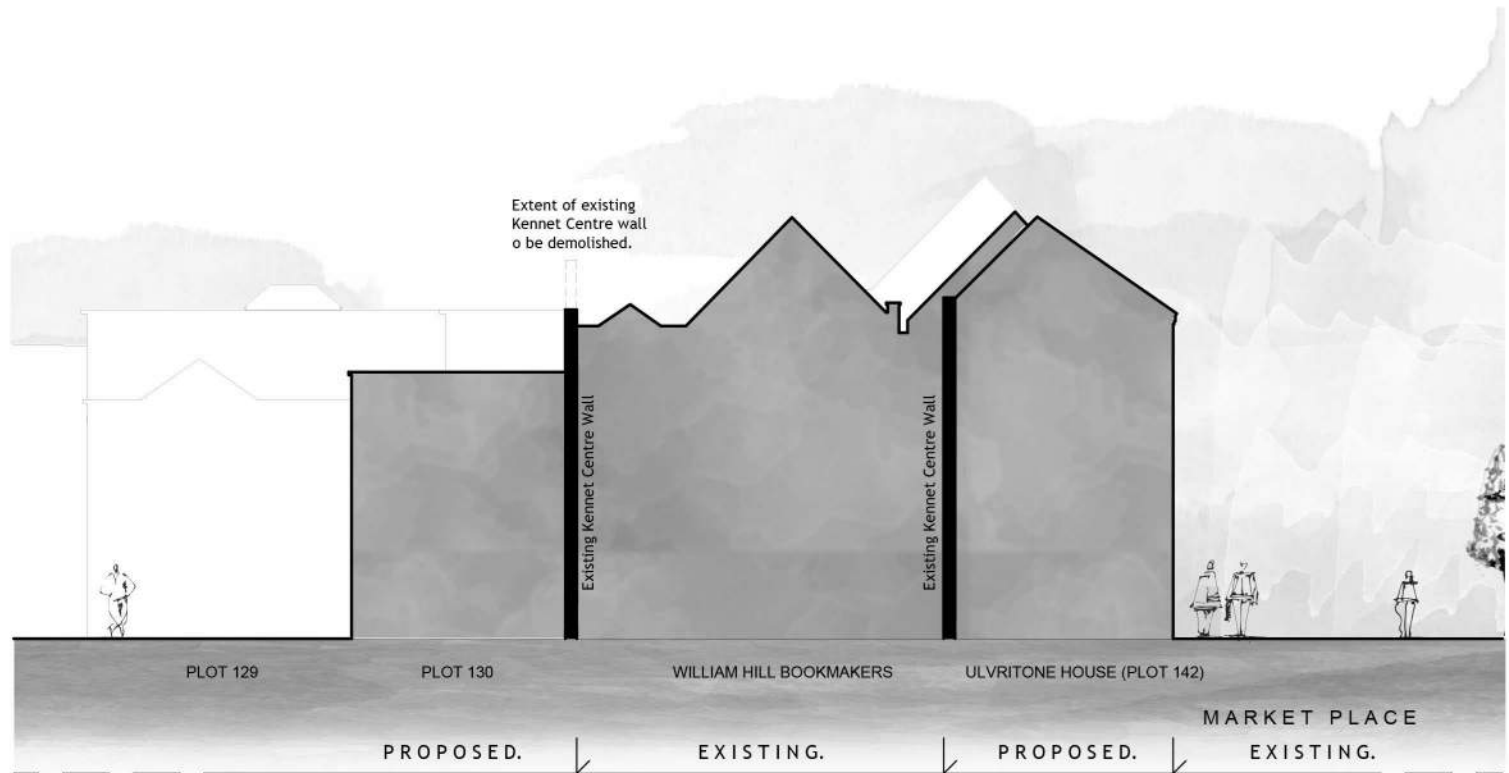 Extent of existing
Kennet Centre wall
o be demolished.
Existing Kennet Centre Wall
Existing Kennet Centre Wall
PLOT 129
PLOT 130
WILLIAM HILL BOOKMAKERS
ULVRITONE HOUSE (PLOT 142)
MARKET PLACE
PROPOSED.
EXISTING.
PROPOSED.
EXISTING.